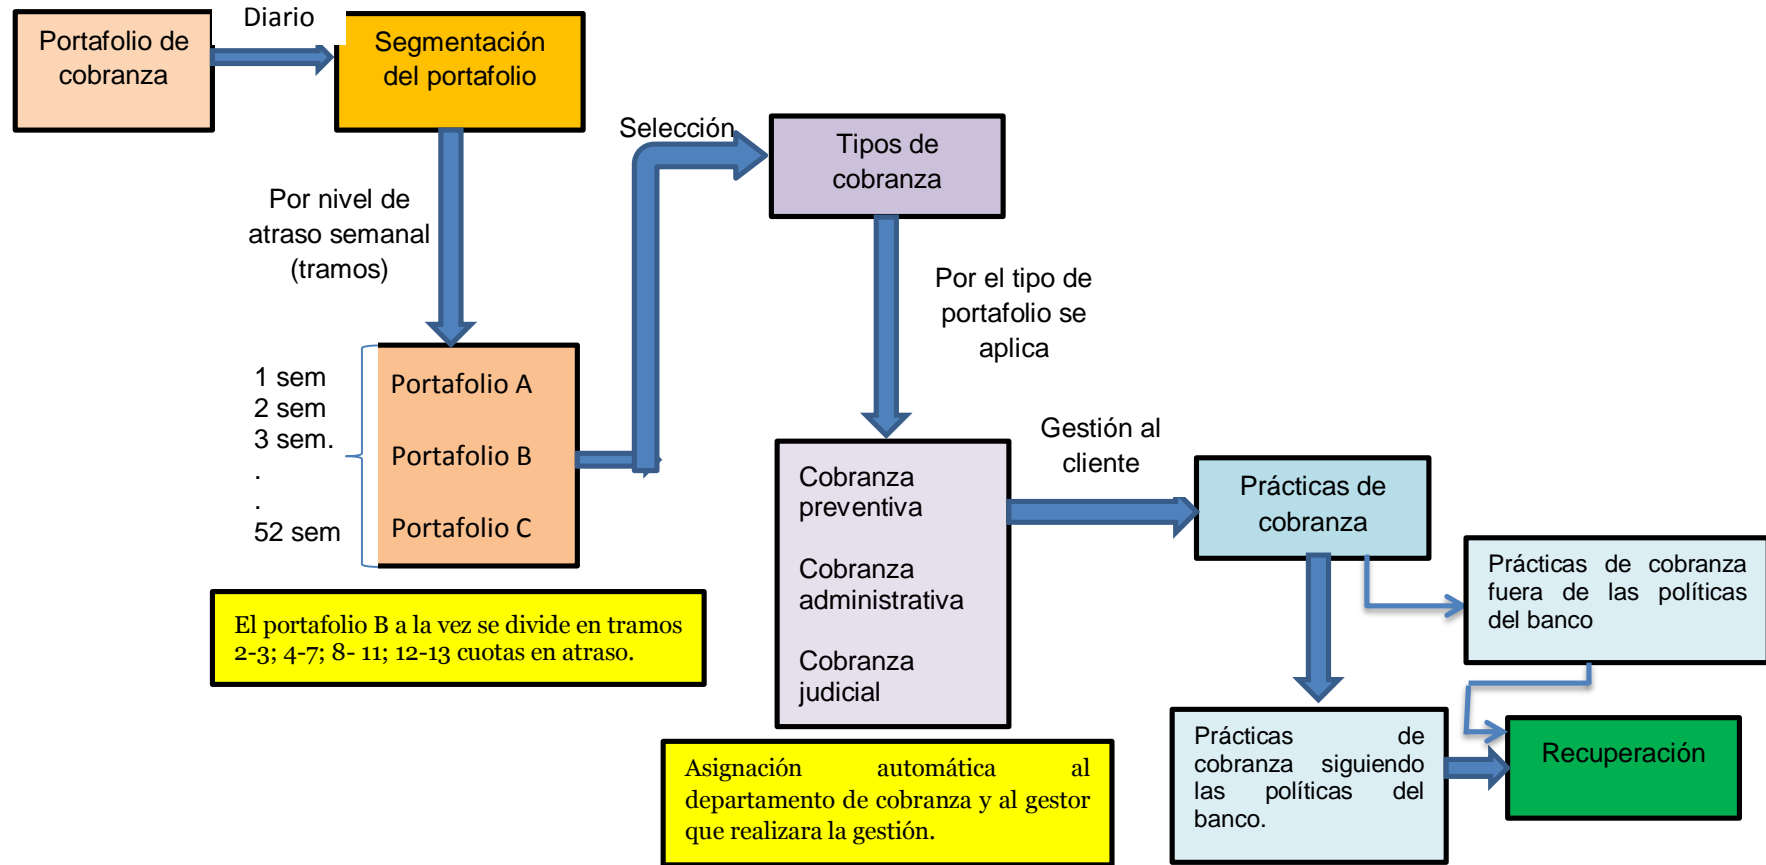 Portafolio de
cobranza
Diario
Segmentación
del portafolio
Por nivel de
atraso semanal
(tramos)
1 sem
2 sem
3 sem.
.
.
52 sem
Portafolio A
Portafolio B
Portafolio C
El portafolio B a la vez se divide en tramos
2-3; 4-7; 8- 11; 12-13 cuotas en atraso.
Selección
Tipos de
cobranza
Por el tipo de
portafolio se
aplica
Cobranza
preventiva
Cobranza
administrativa
Cobranza
judicial
Asignación automática al
departamento de cobranza y al gestor
que realizara la gestión.
Gestión al
cliente
Prácticas de
cobranza
Prácticas de cobranza
fuera de las políticas
del banco
Prácticas de
cobranza siguiendo
las políticas del
banco.
Recuperación